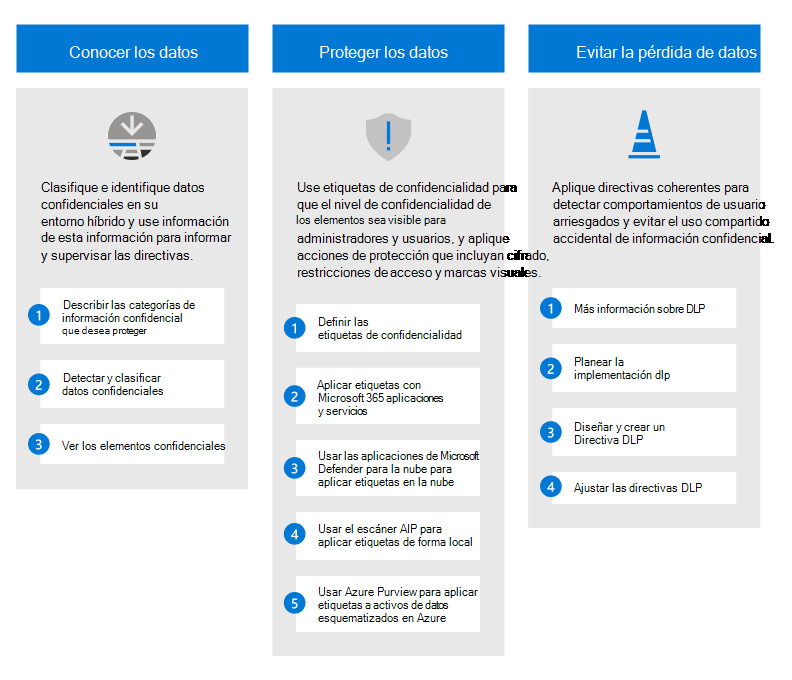 Conocer los datos
Clasifique e identifique datos
confidenciales en su
entorno híbrido y use información
de esta información para informar
y supervisar las directivas.
1 Describir las categorías de
información confidencial
que desea proteger
2 Detectar y clasificar
datos confidenciales
3 Ver los elementos confidenciales
Proteger los datos
Use etiquetas de confidencialidad para
que el nivel de confidencialidad de
los elementos sea visible para
administradores y usuarios, y aplique
acciones de protección que incluyan cifrado,
restricciones de acceso y marcas visuales.
1 Definir las
etiquetas de confidencialidad
2 Aplicar etiquetas con
Microsoft 365 aplicaciones
y servicios
3 Usar las aplicaciones de Microsoft
Defender para la nube para
aplicar etiquetas en la nube
4 Usar el escáner AIP para
aplicar etiquetas de forma local
5 Usar Azure Purview para aplicar
etiquetas a activos de datos
esquematizados en Azure
Evitar la pérdida de datos
Aplique directivas coherentes para
detectar comportamientos de usuario
arriesgados y evitar el uso compartido
accidental de información confidencial.
1 Más información sobre DLP
2 Planear la
implementación dlp
3 Diseñar y crear un
Directiva DLP
4 Ajustar las directivas DLP